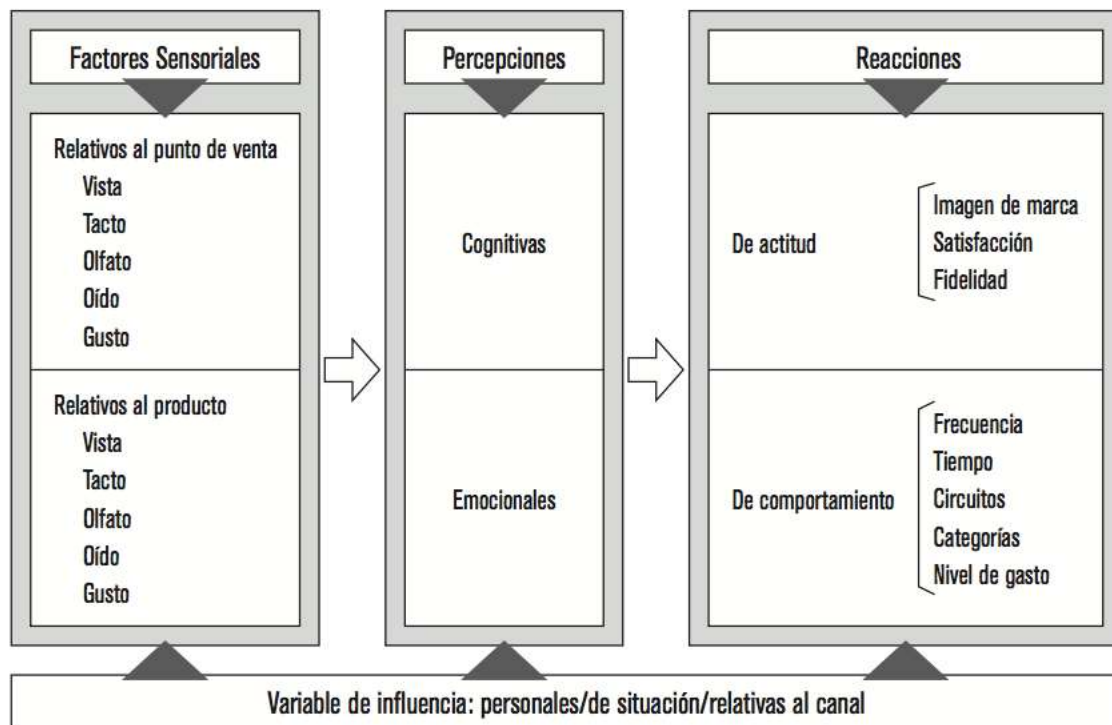 Factores Sensoriales
Relativos al punto de venta
Vista
Tacto
Olfato
Oído
Gusto
Relativos al producto
Vista
Tacto
Olfato
Oído
Gusto
Percepciones
Cognitivas
Emocionales
Reacciones
De actitud
Imagen de marca
Satisfacción
Fidelidad
De comportamiento
Frecuencia
Tiempo
Circuitos
Categorías
Nivel de gasto
Variable de influencia: personales/de situación/relativas al canal